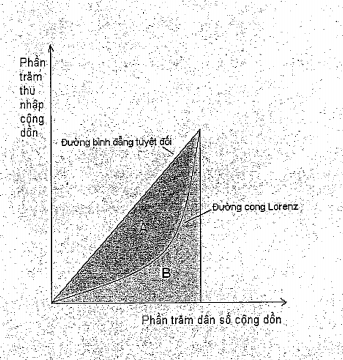 Phần
trăm
thu
nhập
cộng
dồn
Đường bình đẳng tuyệt đối
Đường cong Lorenz
A
B
Phần trăm dân số cộng dồn